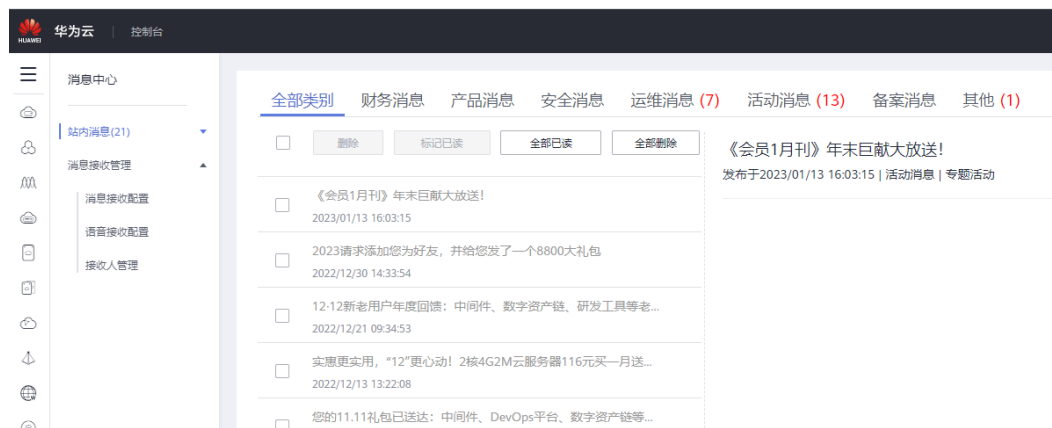 HUAWEI
华为云
控制台
消息中心
站内消息(21)
消息接收管理
消息接收配置
语音接收配置
接收人管理
全部类别 财务消息 产品消息 安全消息 运维消息 (7) 活动消息 (13) 备案消息 其他 (1)
删除 标记已读 全部已读 全部删除
《会员1月刊》年末巨献大放送!
2023/01/13 16:03:15
2023请求添加您为好友，并给您发了一个8800大礼包
2022/12/30 14:33:54
12·12新老用户年度回馈：中间件、数字资产链、研发工具等老...
2022/12/21 09:34:53
实惠更实用，“12”更心动！2核4G2M云服务器116元买一月送...
2022/12/13 13:22:08
您的11.11礼包已送达：中间件、DevOps平台、数字资产链等...
《会员1月刊》年末巨献大放送!
发布于2023/01/13 16:03:15 | 活动消息 | 专题活动